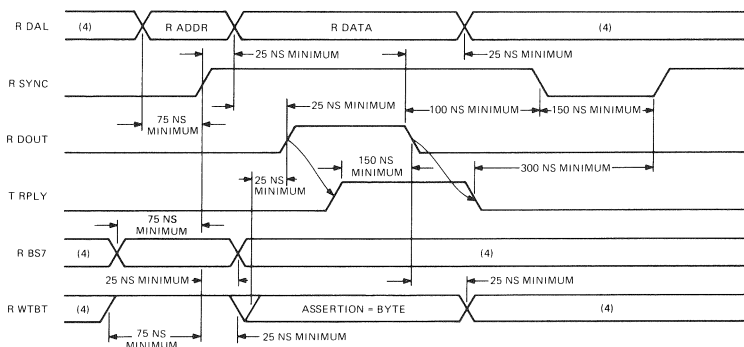 R DAL (4) R ADDR R DATA (4)
25 NS MINIMUM 25 NS MINIMUM
R SYNC
25 NS MINIMUM 100 NS MINIMUM 150 NS MINIMUM
75 NS
MINIMUM
R DOUT
150 NS
MINIMUM
300 NS MINIMUM
25 NS
MINIMUM
T RPLY
75 NS
MINIMUM
R BS7 (4) (4)
25 NS MINIMUM 25 NS MINIMUM
R WTBT (4) ASSERTION = BYTE (4)
75 NS
MINIMUM
25 NS MINIMUM